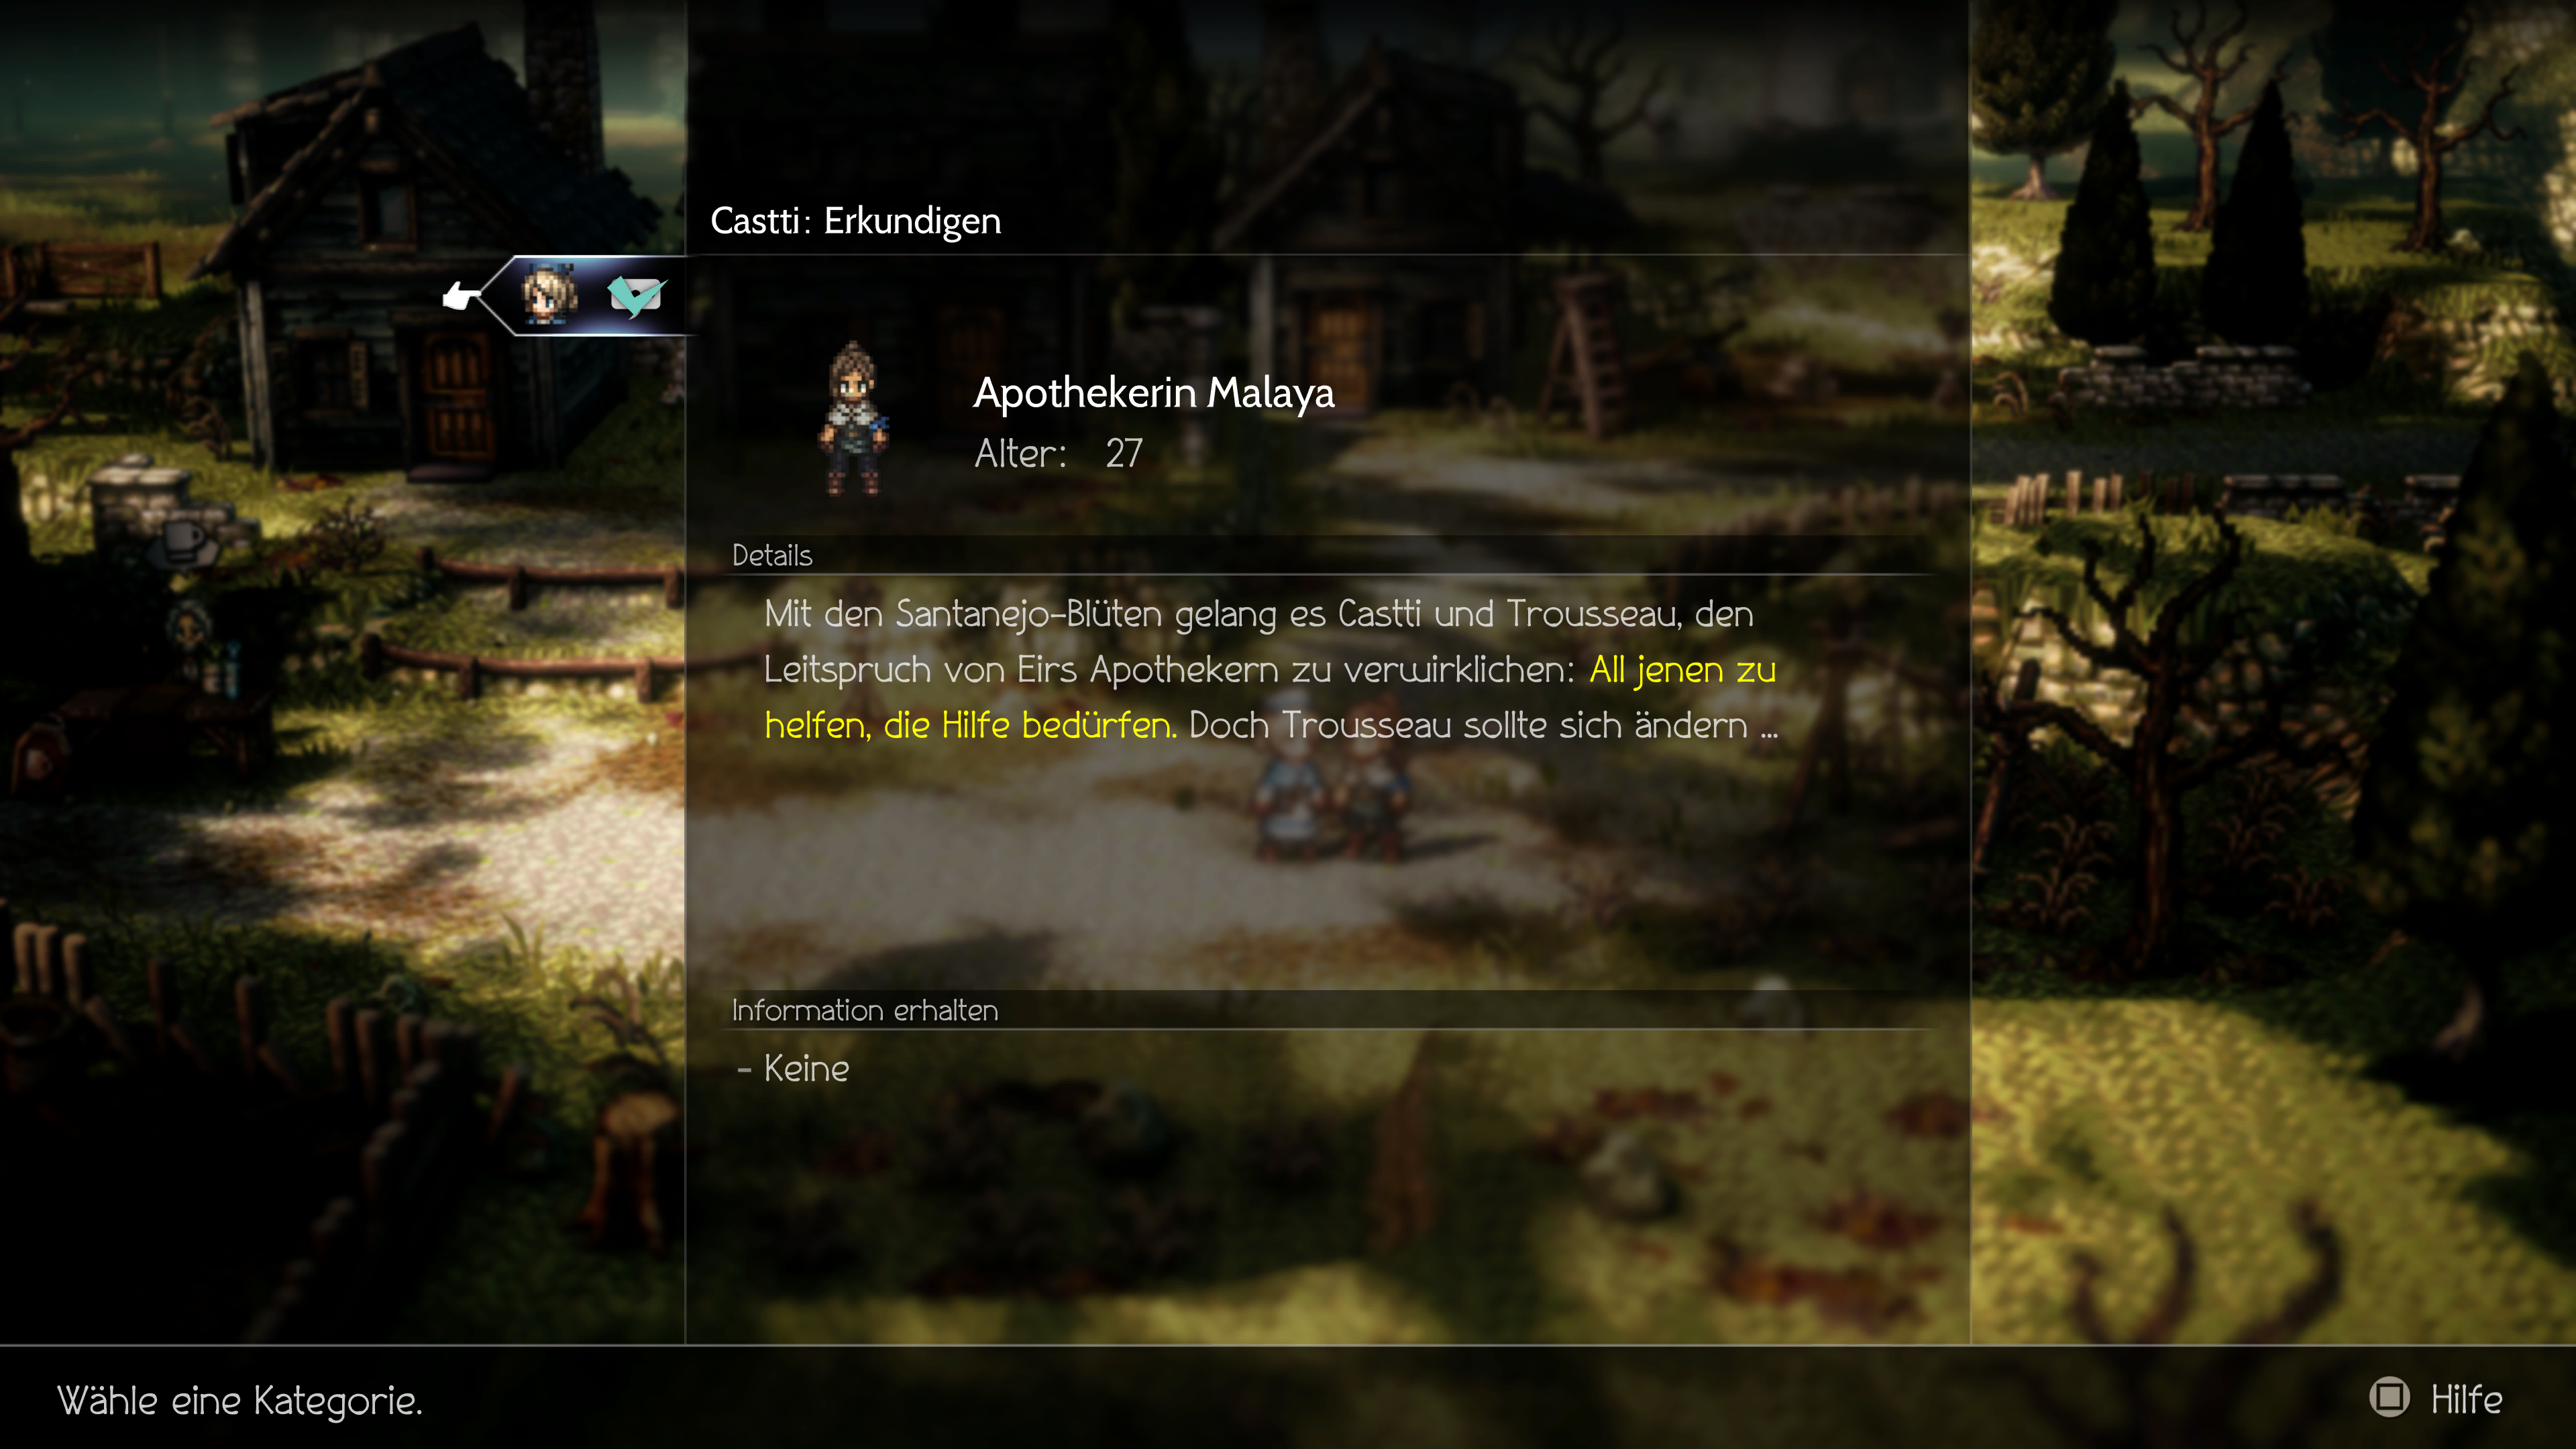 Castti: Erkundigen
Apothekerin Malaya
Alter: 27
Details
Mit den Santanejo-Blüten gelang es Castti und Trousseau, den
Leitspruch von Eirs Apothekern zu verwirklichen: All jenen zu
helfen, die Hilfe bedürfen. Doch Trousseau sollte sich ändern ...
Information erhalten
- Keine
Wähle eine Kategorie.
Hilfe